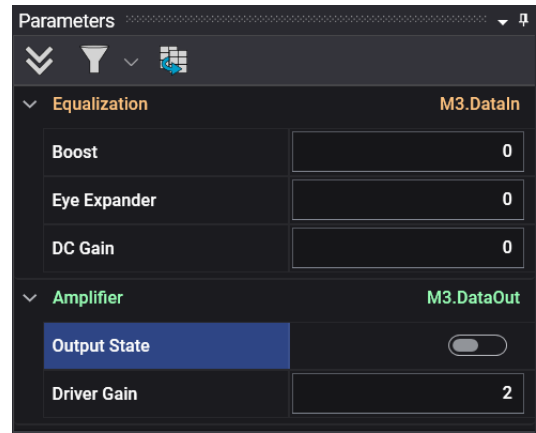 Parameters
Equalization M3.DataIn
Boost 0
Eye Expander 0
DC Gain 0
Amplifier M3.DataOut
Output State
Driver Gain 2